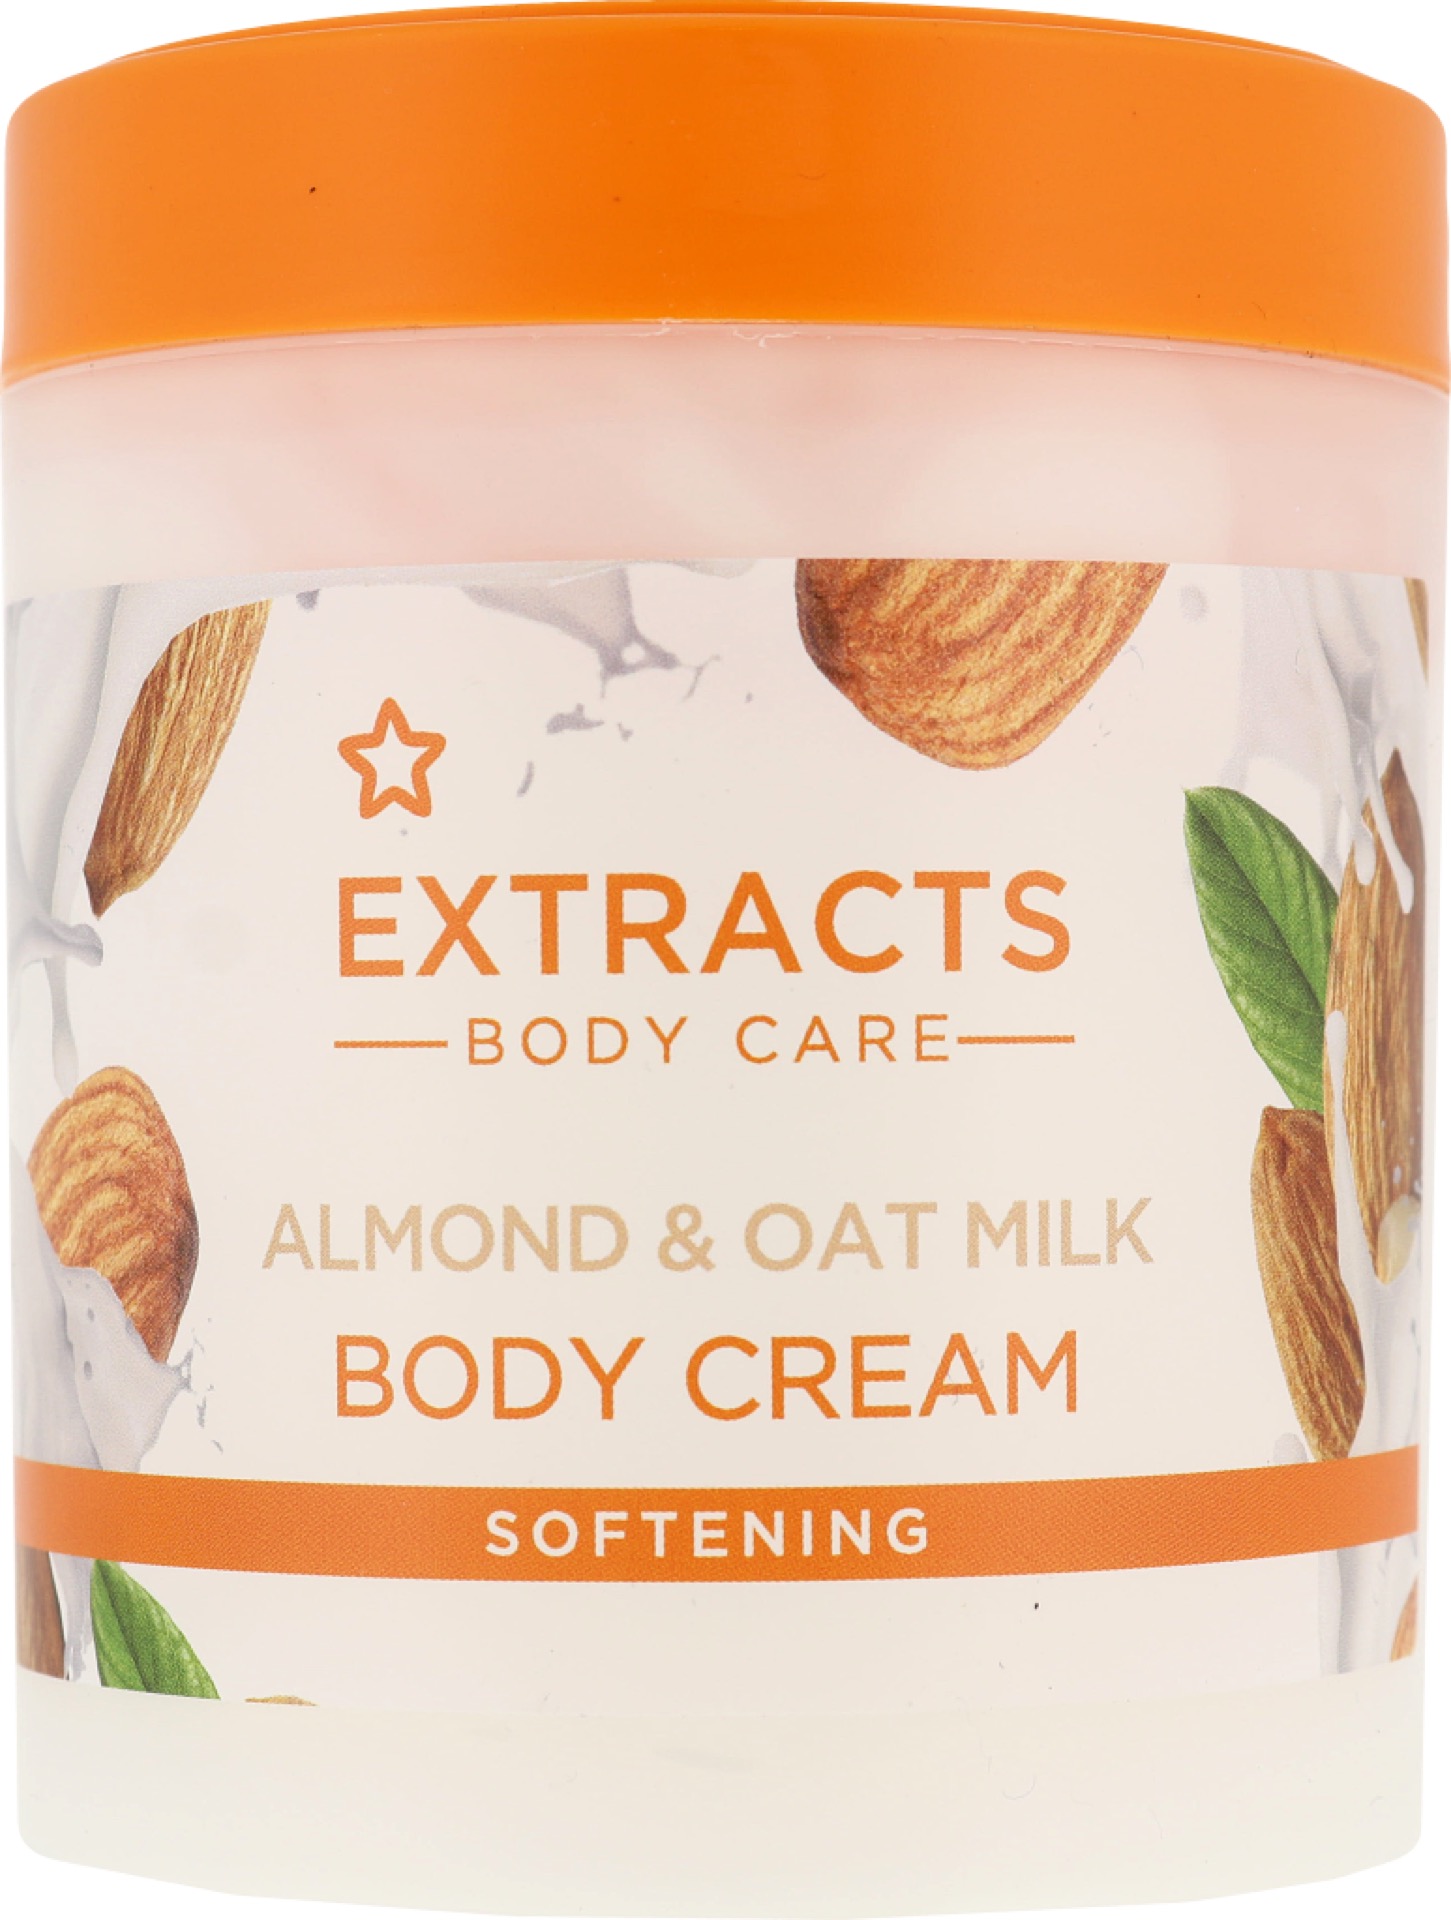 EXTRACTS
BODY CARE
ALMOND & OAT MILK
BODY CREAM
SOFTENING